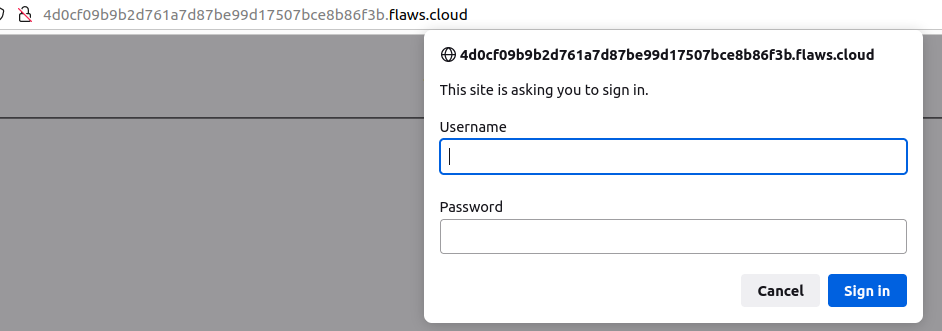 4d0cf09b9b2d761a7d87be99d17507bce8b86f3b.flaws.cloud
4d0cf09b9b2d761a7d87be99d17507bce8b86f3b.flaws.cloud
This site is asking you to sign in.
Username
Password
Cancel Sign in